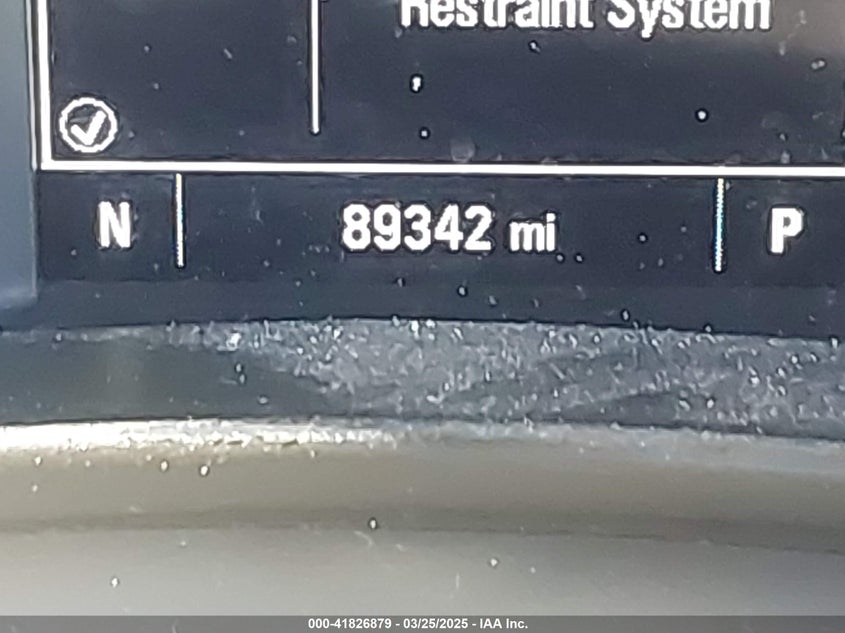 Restraint System
N 89342 mi P
000-41826879 - 03/25/2025 - IAA Inc.